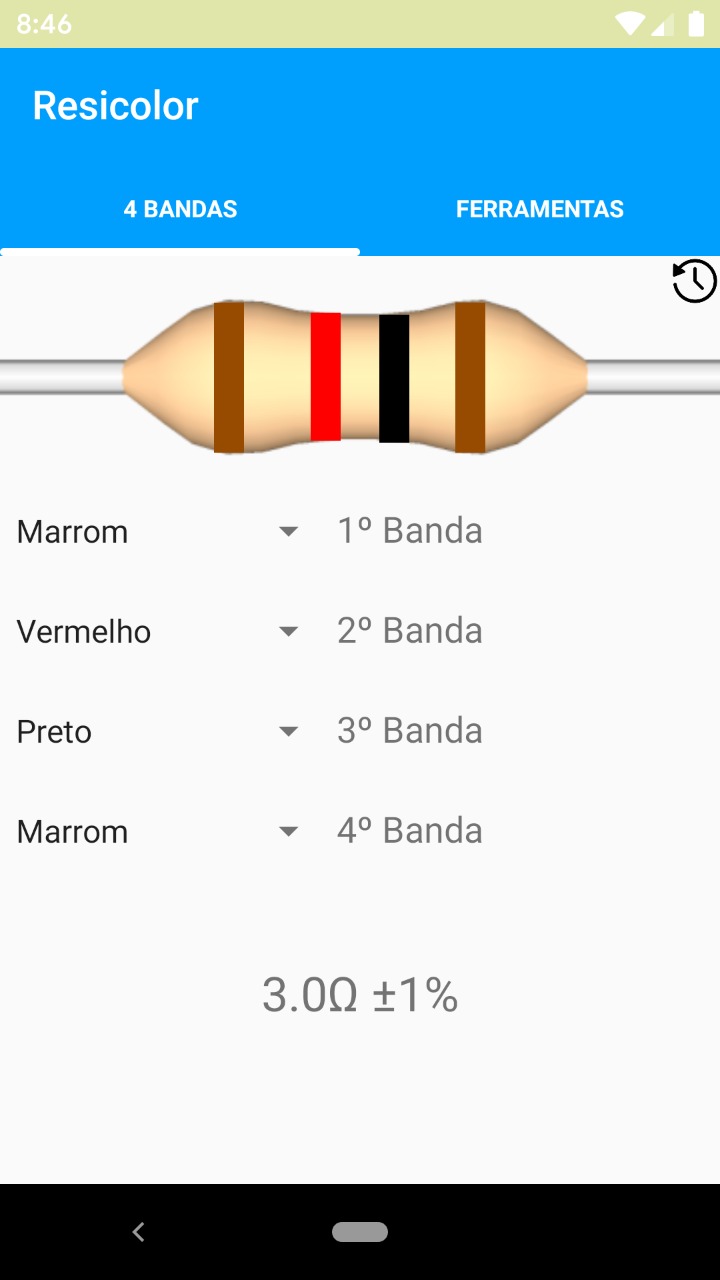 8:46
Resicolor
4 BANDAS
FERRAMENTAS
Marrom 1º Banda
Vermelho 2º Banda
Preto 3º Banda
Marrom 4º Banda
3.0Ω ±1%